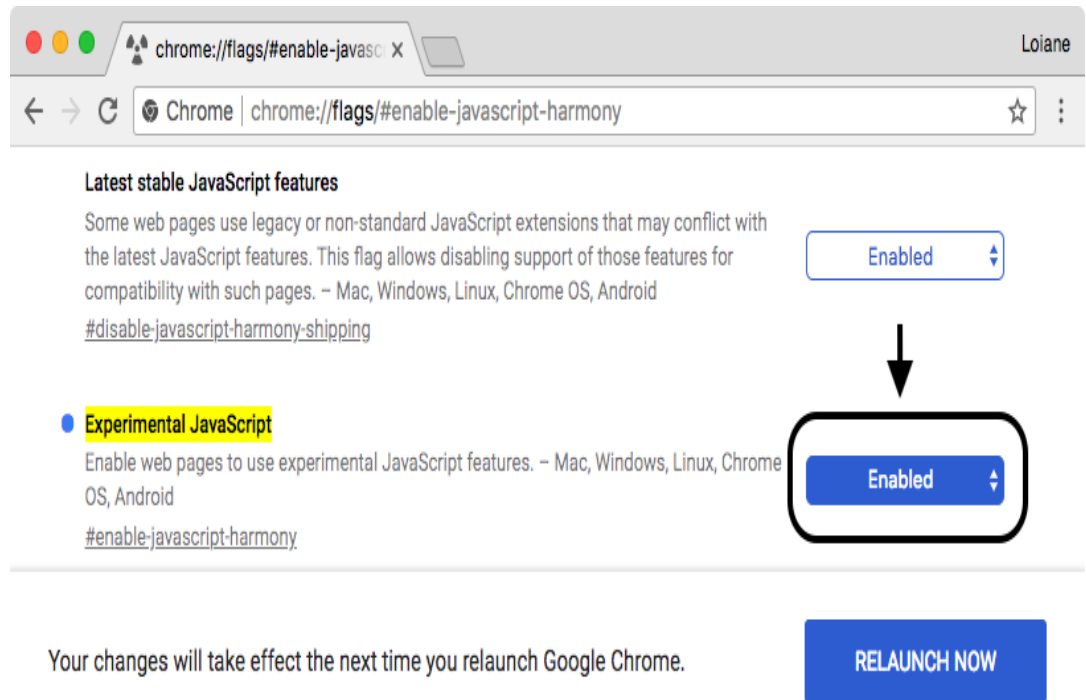 chrome://flags/#enable-javasc
Loiane
Chrome | chrome://flags/#enable-javascript-harmony
Latest stable JavaScript features
Some web pages use legacy or non-standard JavaScript extensions that may conflict with
the latest JavaScript features. This flag allows disabling support of those features for
compatibility with such pages. – Mac, Windows, Linux, Chrome OS, Android
Enabled
#disable-javascript-harmony-shipping
Experimental JavaScript
Enable web pages to use experimental JavaScript features. – Mac, Windows, Linux, Chrome
OS, Android
Enabled
#enable-javascript-harmony
Your changes will take effect the next time you relaunch Google Chrome.
RELAUNCH NOW